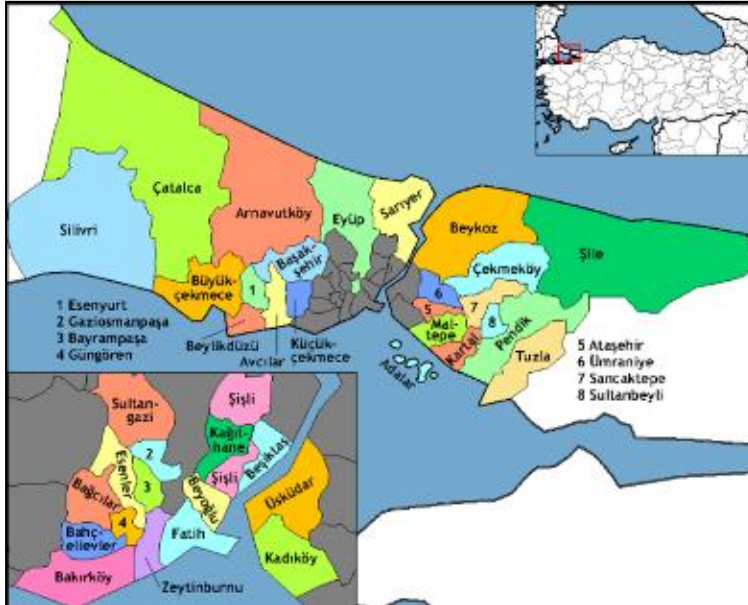 Silivri
Çatalca
Arnavutköy
Eyüp
Sarıyer
Büyük-
çekmece
1
Başak-
şehir
Beylikdüzü
Avcılar
Küçük-
çekmece
1 Esenyurt
2 Gaziosmanpaşa
3 Bayrampaşa
4 Güngören
Beykoz
Şile
Çekmeköy
6
5
7
8
Mal-
tepe
Kartal
Pendik
Tuzla
Adalar
5 Ataşehir
6 Ümraniye
7 Sancaktepe
8 Sultanbeyli
Sultan-
gazi
Şişli
Kağıt-
hane
Beşiktaş
2
Esenler
3
Şişli
Beyoğlu
Bağcılar
4
Üsküdar
Bahç-
elievler
Fatih
Kadıköy
Bakırköy
Zeytinburnu